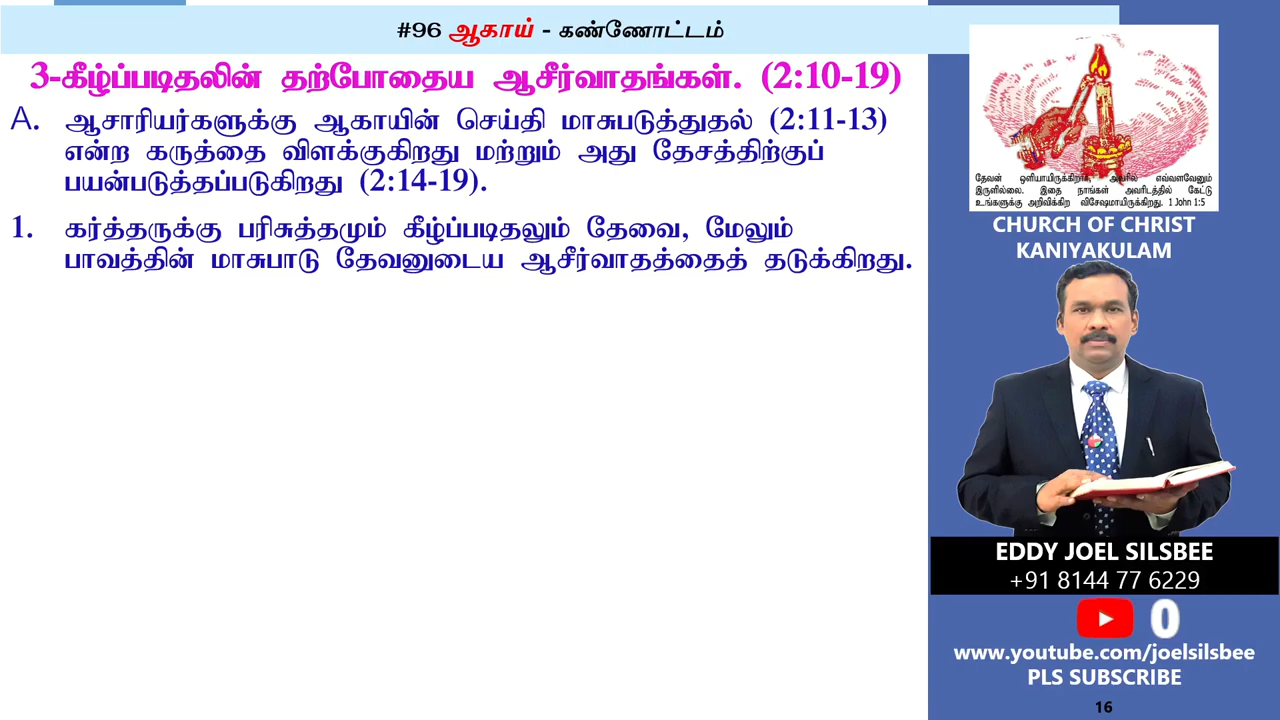 #96 ஆகாய் - கண்ணோட்டம்
3-கீழ்ப்படிதலின் தற்போதைய ஆசீர்வாதங்கள். (2:10-19)
A. ஆசாரியர்களுக்கு ஆகாயின் செய்தி மாசுபடுத்துதல் (2:11-13)
என்ற கருத்தை விளக்குகிறது மற்றும் அது தேசத்திற்குப்
பயன்படுத்தப்படுகிறது (2:14-19).
1. கர்த்தருக்கு பரிசுத்தமும் கீழ்ப்படிதலும் தேவை, மேலும்
பாவத்தின் மாசுபாடு தேவனுடைய ஆசீர்வாதத்தைத் தடுக்கிறது.
தேவன் ஒளியாயிருக்கிறார், அவரில் எவ்வளவேனும்
இருளில்லை. இதை நாங்கள் அவரிடத்தில் கேட்டு
உங்களுக்கு அறிவிக்கிற விசேஷமாயிருக்கிறது. 1 John 1:5
CHURCH OF CHRIST
KANIYAKULAM
EDDY JOEL SILSBEE
+91 8144 77 6229
0
www.youtube.com/joelsilsbee
PLS SUBSCRIBE
16